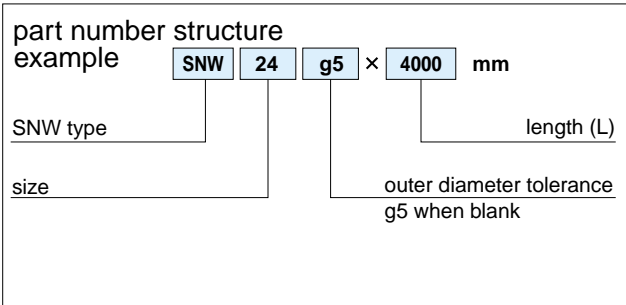 part number structure
example
SNW 24 g5 × 4000 mm
SNW type
length (L)
size
outer diameter tolerance
g5 when blank